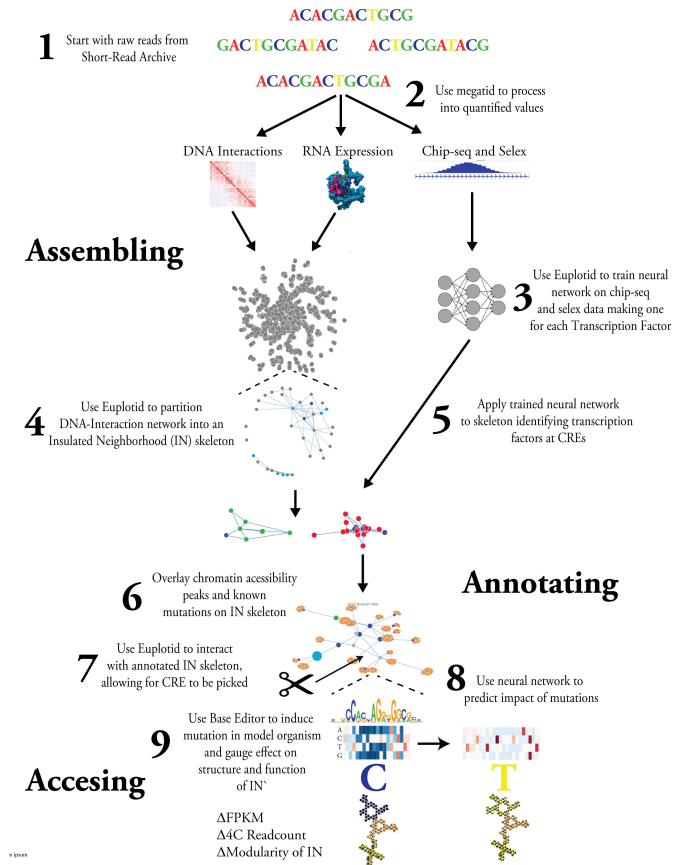 ACACGACTGCG
1
Start with raw reads from
Short-Read Archive
GACTGCGATAC
ACTGCGATACG
ACACGACTGCGA
2
Use megatid to process
into quantified values
DNA Interactions
RNA Expression
Chip-seq and Selex
Assembling
3
Use Euplotid to train neural
network on chip-seq
and selex data making one
for each Transcription Factor
4
Use Euplotid to partition
DNA-Interaction network into an
Insulated Neighborhood (IN) skeleton
5
Apply trained neural network
to skeleton identifying transcription
factors at CREs
6
Overlay chromatin acessibility
peaks and known
mutations on IN skeleton
Annotating
7
Use Euplotid to interact
with annotated IN skeleton,
allowing for CRE to be picked
8
Use neural network to
predict impact of mutations
9
Use Base Editor to induce
mutation in model organism
and gauge effect on
structure and function
of IN`
A
C
T
G
Accesing
C
T
ΔFPKM
Δ4C Readcount
ΔModularity of IN
n ipsum